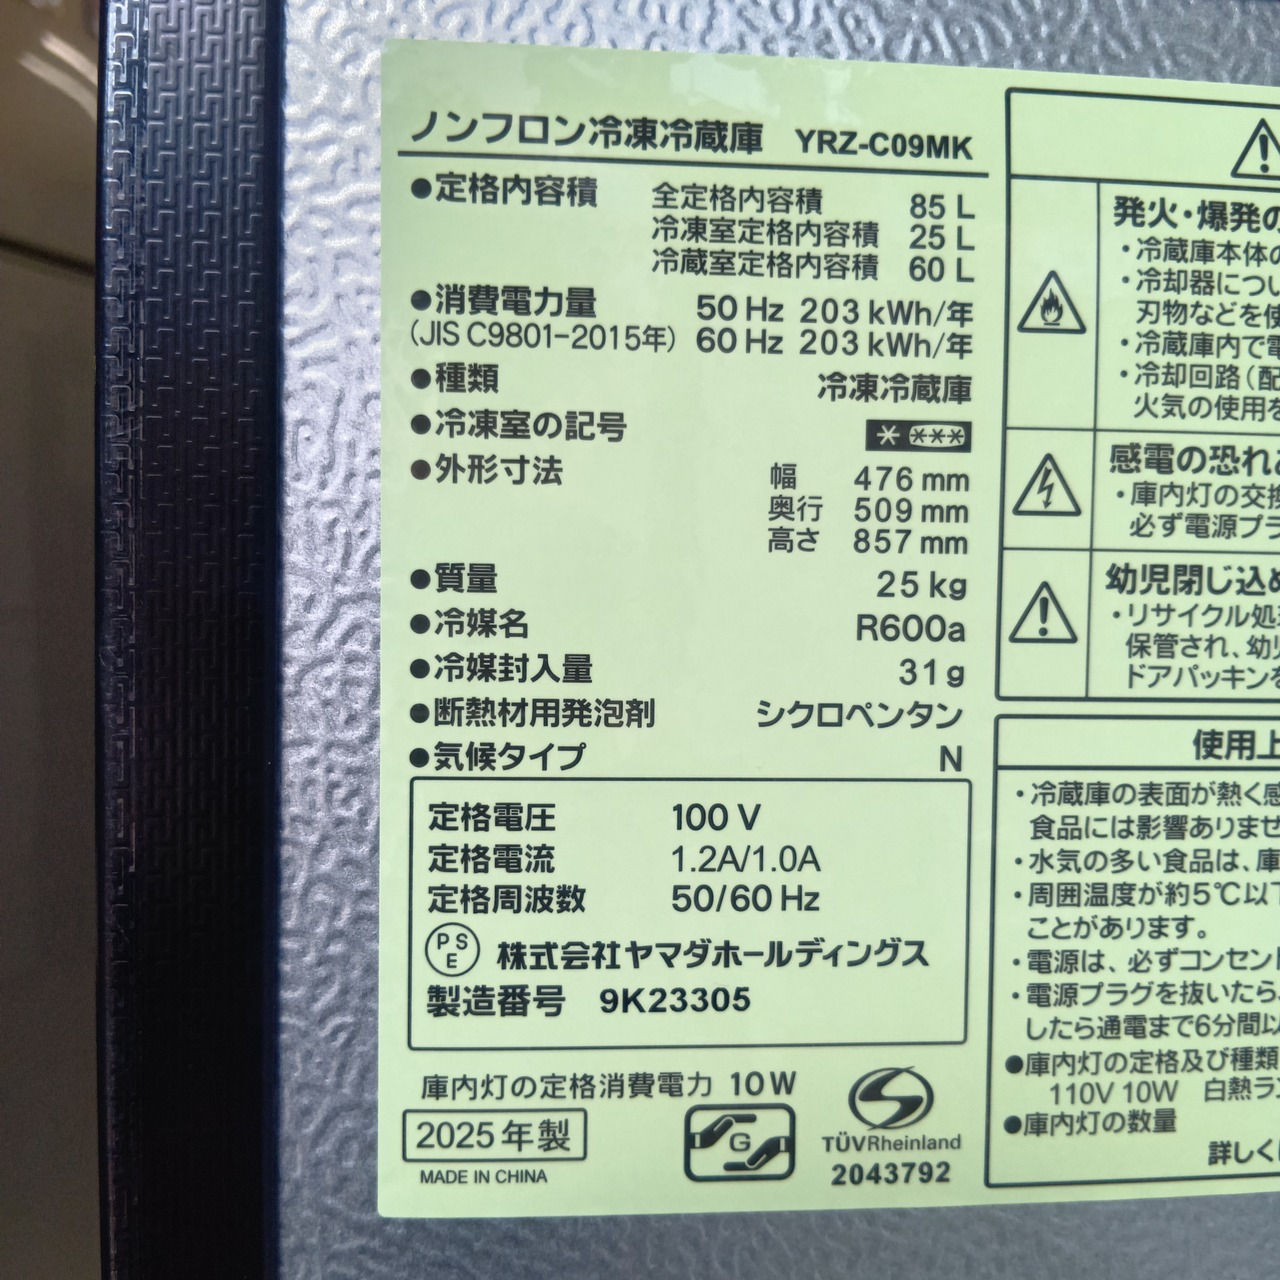 ノンフロン冷凍冷蔵庫 YRZ-C09MK
●定格内容積 全定格内容積 85 L
冷凍室定格内容積 25 L
冷蔵室定格内容積 60 L
●消費電力量 50 Hz 203 kWh/年
(JIS C9801-2015年) 60 Hz 203 kWh/年
●種類 冷凍冷蔵庫
●冷凍室の記号
●外形寸法 幅 476 mm
奥行 509 mm
高さ 857 mm
●質量 25 kg
●冷媒名 R600a
●冷媒封入量 31 g
●断熱材用発泡剤 シクロペンタン
●気候タイプ N
定格電圧 100 V
定格電流 1.2A/1.0A
定格周波数 50/60 Hz
PSE 株式会社ヤマダホールディングス
製造番号 9K23305
庫内灯の定格消費電力 10W
2025年製
MADE IN CHINA
G
TÜVRheinland
2043792
発火・爆発の
・冷蔵庫本体の
・冷却器につい
刃物などを使
・冷蔵庫内で電
・冷却回路(配
火気の使用を
感電の恐れ
・庫内灯の交換
必ず電源プラ
幼児閉じ込め
・リサイクル処
保管され、幼児
ドアパッキンを
使用上
・冷蔵庫の表面が熱く感
食品には影響ありませ
・水気の多い食品は、庫
・周囲温度が約5℃以下
ことがあります。
・電源は、必ずコンセント
・電源プラグを抜いたら、
したら通電まで6分間以
●庫内灯の定格及び種類
110V 10W 白熱ラ
●庫内灯の数量
詳しく